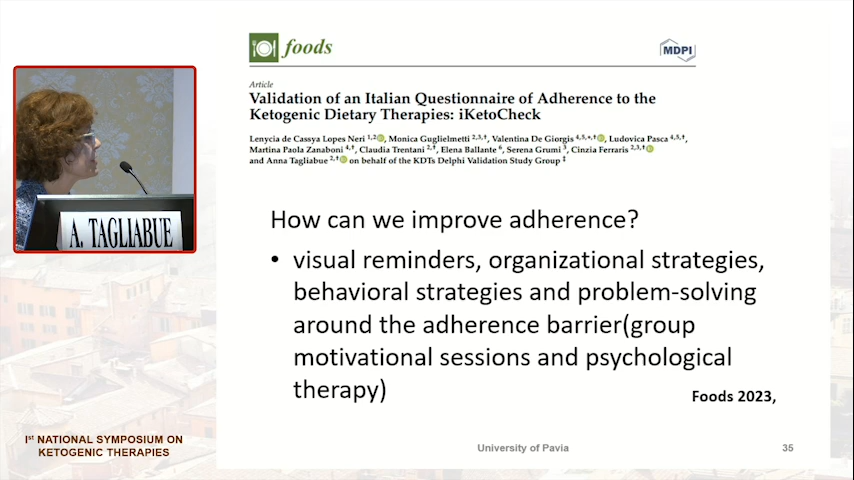 foods
MDPI
Article
Validation of an Italian Questionnaire of Adherence to the
Ketogenic Dietary Therapies: iKetoCheck
Lenycia de Cassya Lopes Neri 1,2, Monica Guglielmetti 2,3,†, Valentina De Giorgis 4,5,*,†, Ludovica Pasca 4,5,†,
Martina Paola Zanaboni 4,†, Claudia Trentani 2,†, Elena Ballante 6, Serena Grumi 3, Cinzia Ferraris 2,3,†
and Anna Tagliabue 2,† on behalf of the KDTs Delphi Validation Study Group ‡
A. TAGLIABUE
How can we improve adherence?
• visual reminders, organizational strategies,
behavioral strategies and problem-solving
around the adherence barrier(group
motivational sessions and psychological
therapy)
Foods 2023,
Ist NATIONAL SYMPOSIUM ON
KETOGENIC THERAPIES
University of Pavia
35